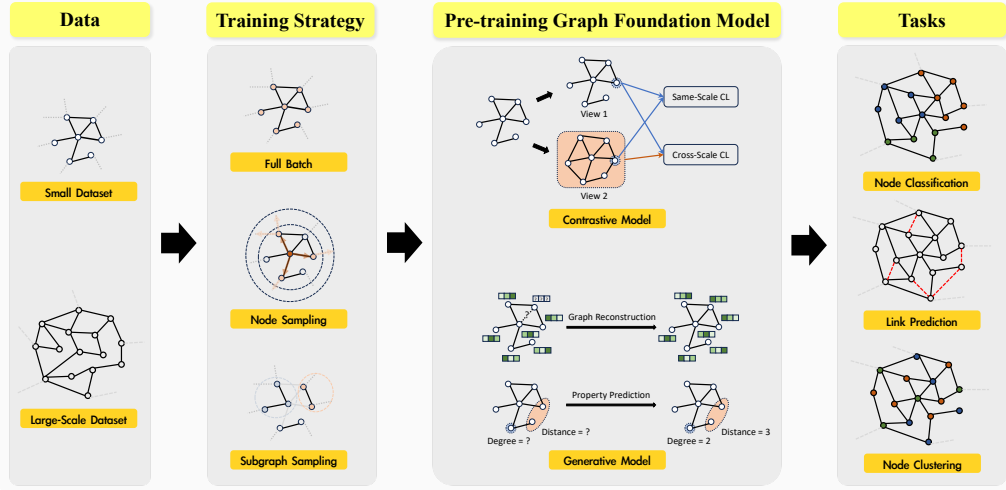 Data
Small Dataset
Large-Scale Dataset
Training Strategy
Full Batch
Node Sampling
Subgraph Sampling
Pre-training Graph Foundation Model
View 1
View 2
Same-Scale CL
Cross-Scale CL
Contrastive Model
?
Graph Reconstruction
Property Prediction
Degree = ?
Distance = ?
Degree = 2
Distance = 3
Generative Model
Tasks
Node Classification
Link Prediction
Node Clustering